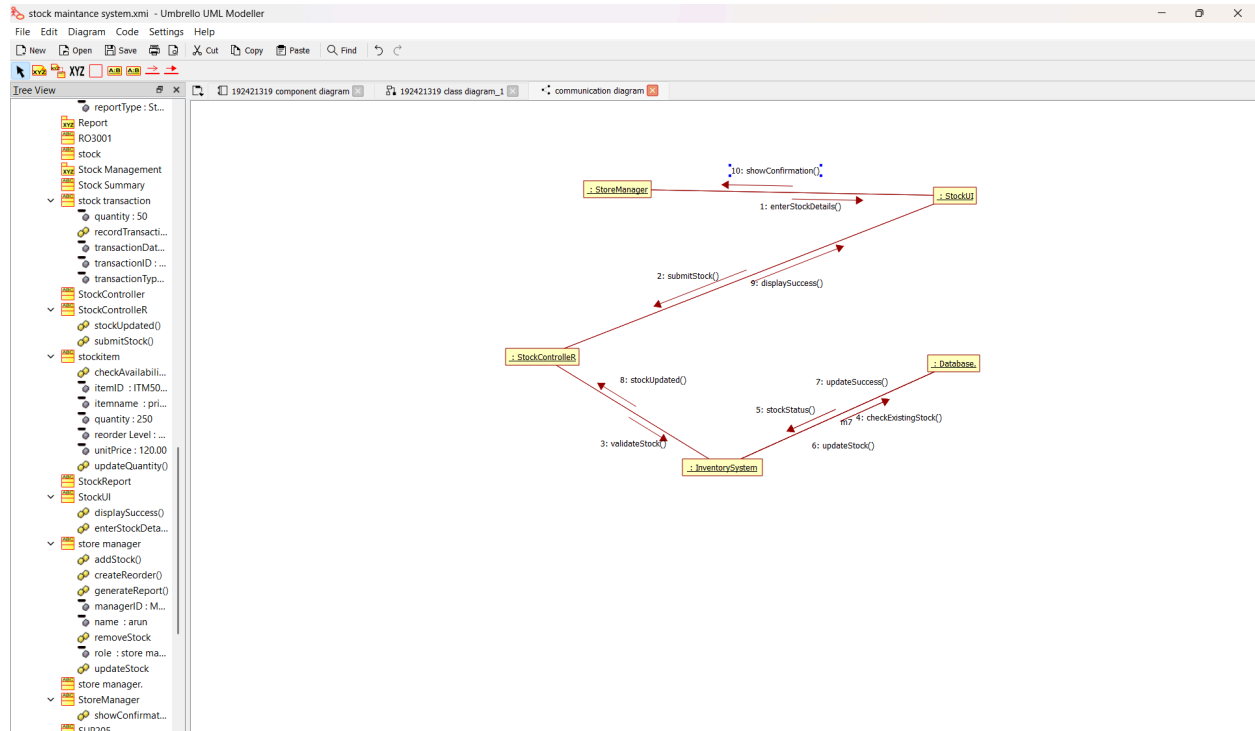 stock maintance system.xmi - Umbrello UML Modeller
File Edit Diagram Code Settings Help
New Open Save Cut Copy Paste Find
XYZ XYZ A:B A:B
Tree View
192421319 component diagram
192421319 class diagram_1
communication diagram
reportType : St...
Report
RO3001
stock
Stock Management
Stock Summary
stock transaction
quantity : 50
recordTransacti...
transactionDat...
transactionID : ...
transactionTyp...
StockController
StockControlleR
stockUpdated()
submitStock()
stockitem
checkAvailabili...
itemID : ITM50...
itemname : pri...
quantity : 250
reorder Level : ...
unitPrice : 120.00
updateQuantity()
StockReport
StockUI
displaySuccess()
enterStockDeta...
store manager
addStock()
createReorder()
generateReport()
managerID : M...
name : arun
removeStock
role : store ma...
updateStock
store manager.
StoreManager
showConfirmat...
SUP205
10: showConfirmation()
: StoreManager
: StockUI
1: enterStockDetails()
2: submitStock()
9: displaySuccess()
: StockControlleR
: Database.
8: stockUpdated()
7: updateSuccess()
5: stockStatus()
4: checkExistingStock()
m7
3: validateStock()
6: updateStock()
: InventorySystem